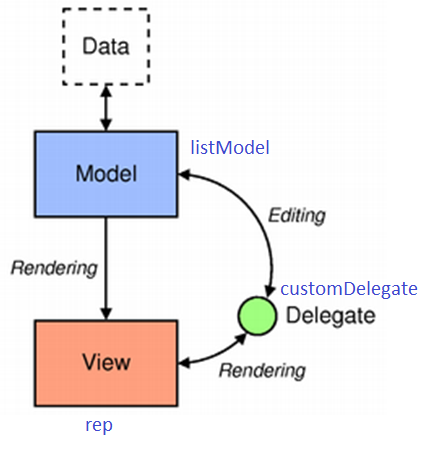 Data
listModel
Model
Editing
Rendering
customDelegate
Delegate
View
Rendering
rep